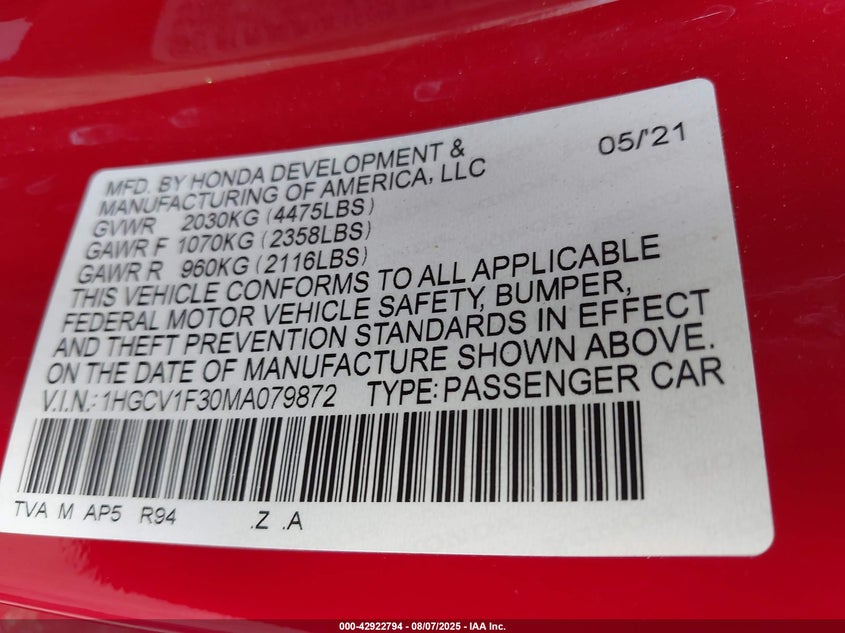 MFD. BY HONDA DEVELOPMENT & 05/'21
MANUFACTURING OF AMERICA, LLC
GVWR 2030KG (4475LBS)
GAWR F 1070KG (2358LBS)
GAWR R 960KG (2116LBS)
THIS VEHICLE CONFORMS TO ALL APPLICABLE
FEDERAL MOTOR VEHICLE SAFETY, BUMPER,
AND THEFT PREVENTION STANDARDS IN EFFECT
ON THE DATE OF MANUFACTURE SHOWN ABOVE.
V.I.N.: 1HGCV1F30MA079872 TYPE: PASSENGER CAR
TVA M AP5 R94 .Z .A
000-42922794 - 08/07/2025 - IAA Inc.